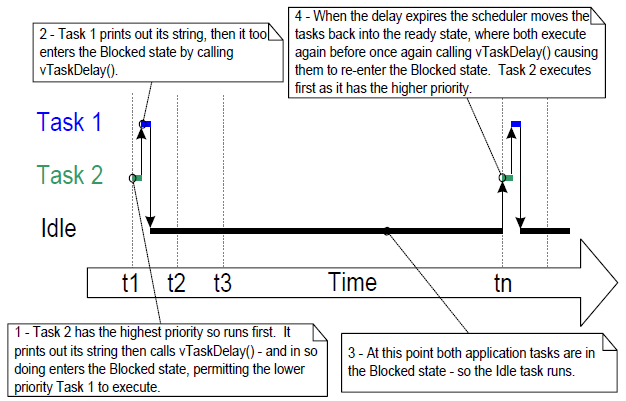 2 - Task 1 prints out its string, then it too
enters the Blocked state by calling
vTaskDelay().
4 - When the delay expires the scheduler moves the
tasks back into the ready state, where both execute
again before once again calling vTaskDelay() causing
them to re-enter the Blocked state.  Task 2 executes
first as it has the higher priority.
Task 1
Task 2
Idle
t1 t2 t3 Time tn
1 - Task 2 has the highest priority so runs first.  It
prints out its string then calls vTaskDelay() - and in so
doing enters the Blocked state, permitting the lower
priority Task 1 to execute.
3 - At this point both application tasks are in
the Blocked state - so the Idle task runs.